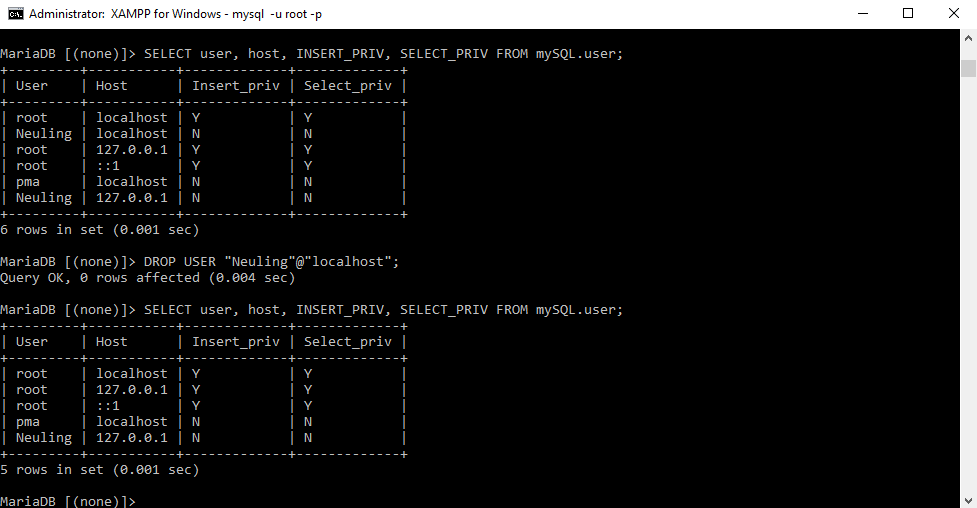 Administrator: XAMPP for Windows - mysql -u root -p
MariaDB [(none)]> SELECT user, host, INSERT_PRIV, SELECT_PRIV FROM mySQL.user;
+---------+-----------+-------------+-------------+
| User    | Host      | Insert_priv | Select_priv |
+---------+-----------+-------------+-------------+
| root    | localhost | Y           | Y           |
| Neuling | localhost | N           | N           |
| root    | 127.0.0.1 | Y           | Y           |
| root    | ::1       | Y           | Y           |
| pma     | localhost | N           | N           |
| Neuling | 127.0.0.1 | N           | N           |
+---------+-----------+-------------+-------------+
6 rows in set (0.001 sec)
MariaDB [(none)]> DROP USER "Neuling"@"localhost";
Query OK, 0 rows affected (0.004 sec)
MariaDB [(none)]> SELECT user, host, INSERT_PRIV, SELECT_PRIV FROM mySQL.user;
+---------+-----------+-------------+-------------+
| User    | Host      | Insert_priv | Select_priv |
+---------+-----------+-------------+-------------+
| root    | localhost | Y           | Y           |
| root    | 127.0.0.1 | Y           | Y           |
| root    | ::1       | Y           | Y           |
| pma     | localhost | N           | N           |
| Neuling | 127.0.0.1 | N           | N           |
+---------+-----------+-------------+-------------+
5 rows in set (0.001 sec)
MariaDB [(none)]>